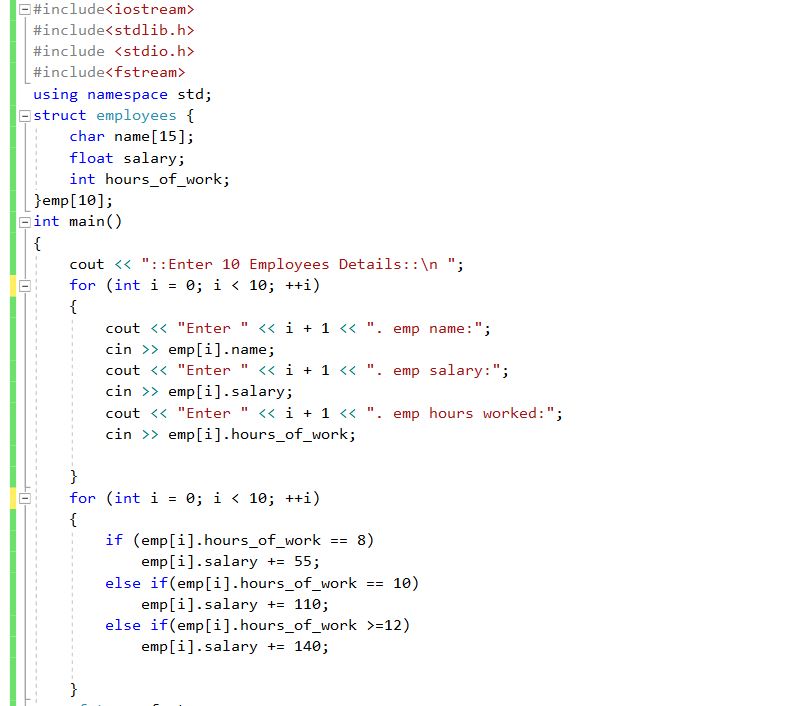 #include<iostream>
#include<stdlib.h>
#include <stdio.h>
#include<fstream>
using namespace std;
struct employees {
    char name[15];
    float salary;
    int hours_of_work;
}emp[10];
int main()
{
    cout << "::Enter 10 Employees Details::\n ";
    for (int i = 0; i < 10; ++i)
    {
        cout << "Enter " << i + 1 << ". emp name:";
        cin >> emp[i].name;
        cout << "Enter " << i + 1 << ". emp salary:";
        cin >> emp[i].salary;
        cout << "Enter " << i + 1 << ". emp hours worked:";
        cin >> emp[i].hours_of_work;

    }
    for (int i = 0; i < 10; ++i)
    {
        if (emp[i].hours_of_work == 8)
            emp[i].salary += 55;
        else if(emp[i].hours_of_work == 10)
            emp[i].salary += 110;
        else if(emp[i].hours_of_work >=12)
            emp[i].salary += 140;

    }